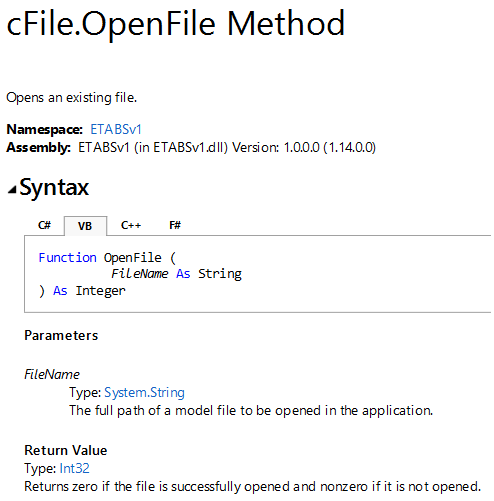 cFile.OpenFile Method
Opens an existing file.
Namespace: ETABSv1
Assembly: ETABSv1 (in ETABSv1.dll) Version: 1.0.0.0 (1.14.0.0)
Syntax
C# VB C++ F#
Function OpenFile (
FileName As String
) As Integer
Parameters
FileName
Type: System.String
The full path of a model file to be opened in the application.
Return Value
Type: Int32
Returns zero if the file is successfully opened and nonzero if it is not opened.